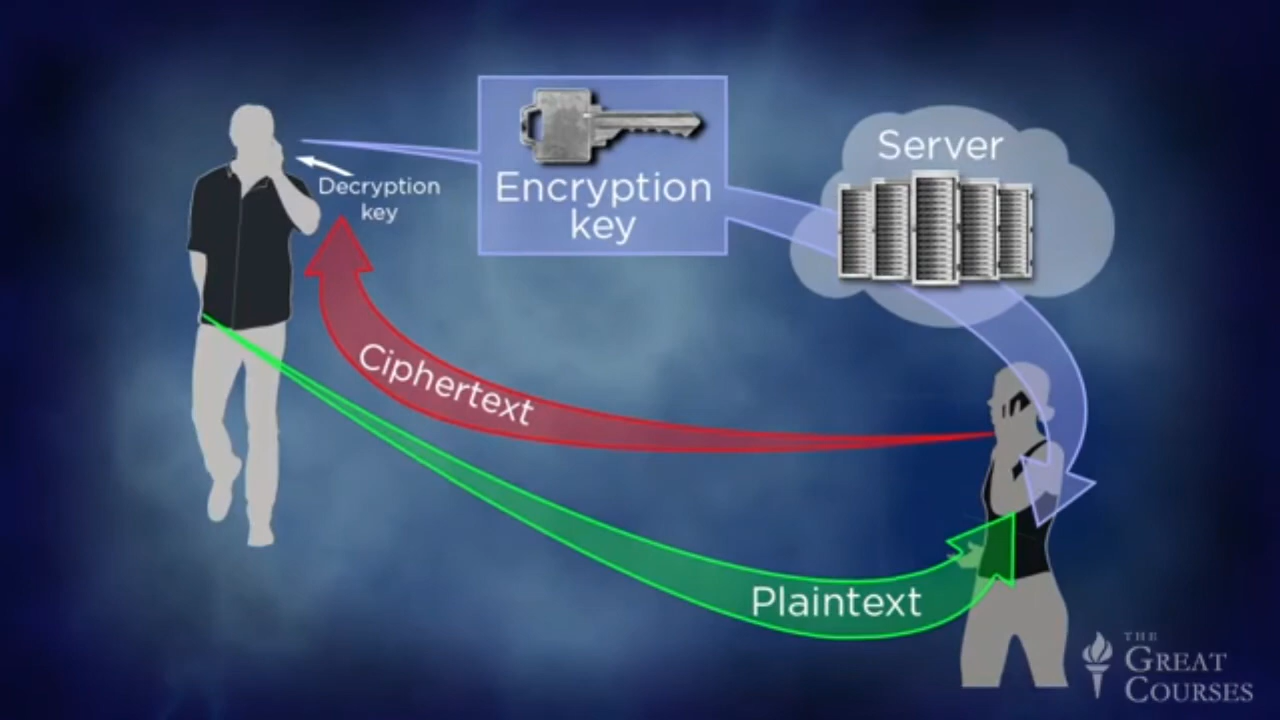 Server
Encryption
key
Decryption
key
Ciphertext
Plaintext
THE
GREAT
COURSES